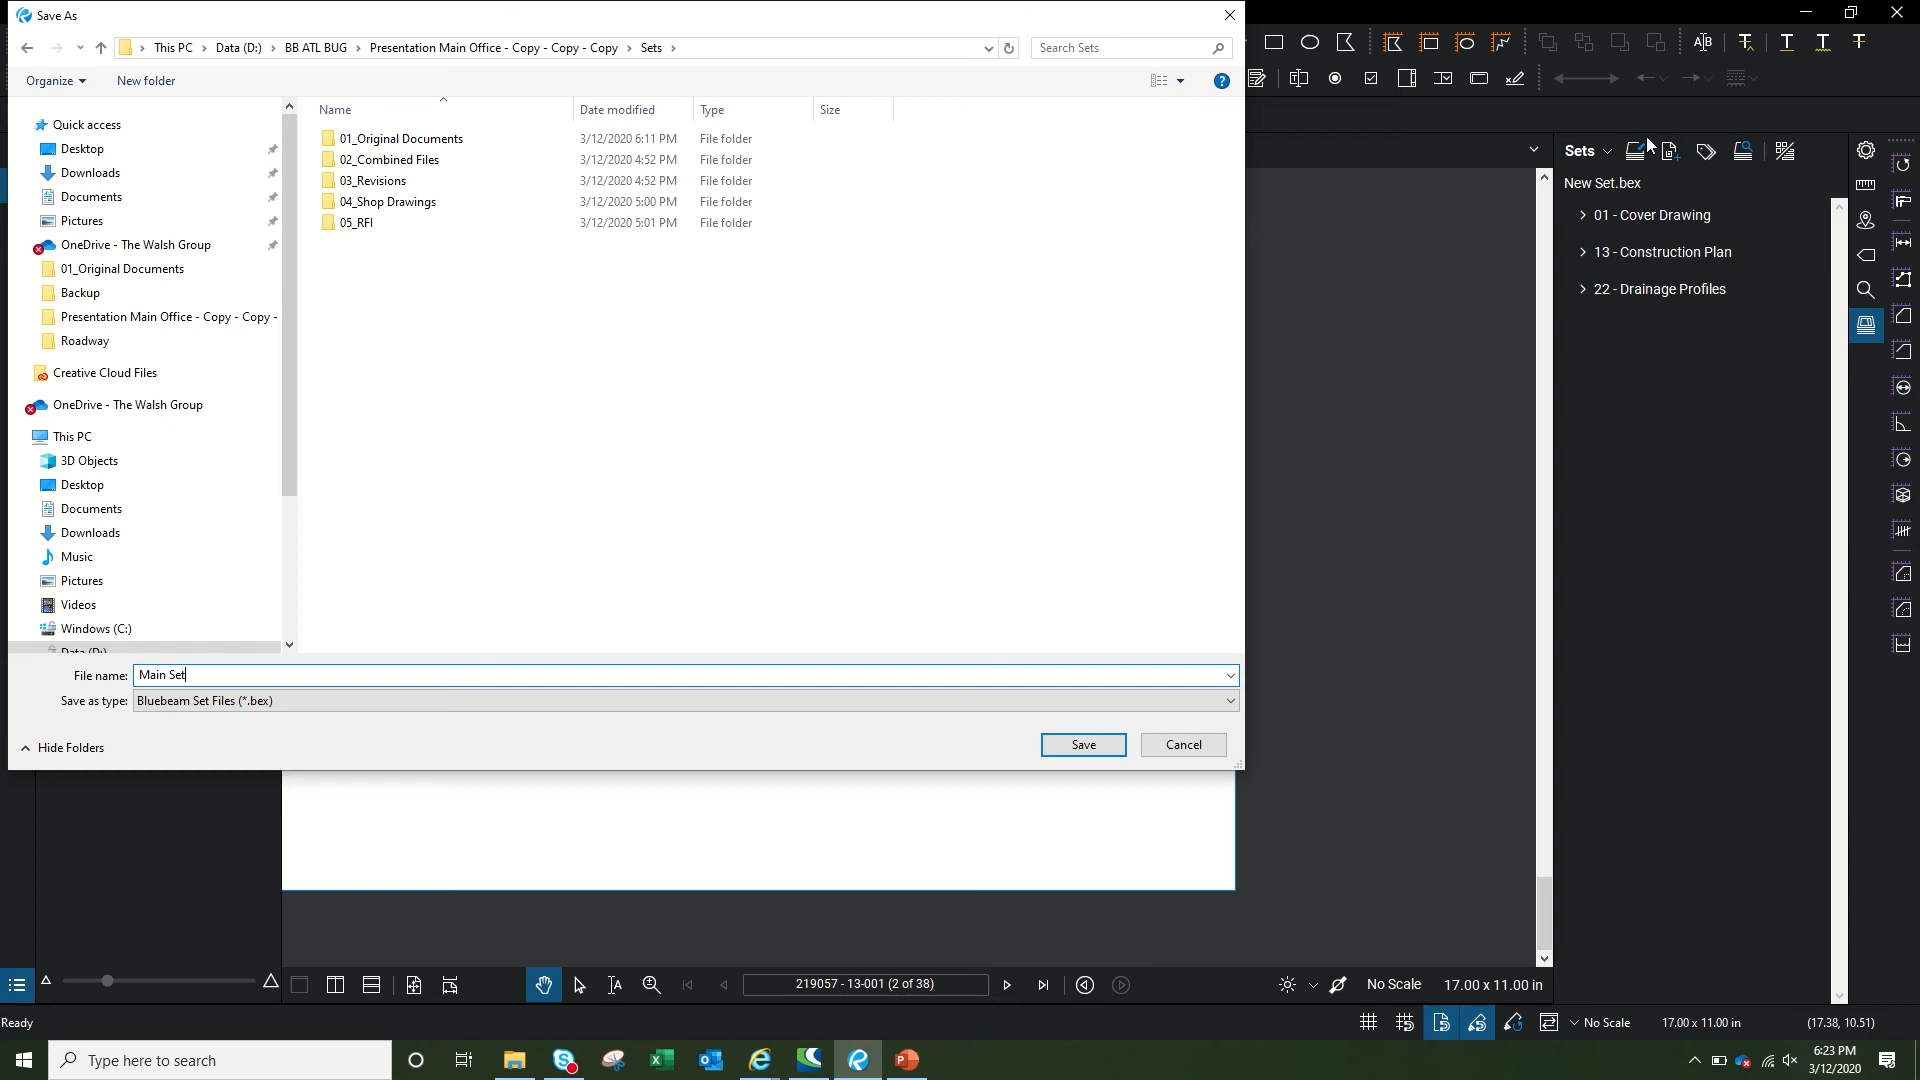 Save As
This PC > Data (D:) > BB ATL BUG > Presentation Main Office - Copy - Copy - Copy > Sets >
Search Sets
Organize
New folder
Quick access
Desktop
Downloads
Documents
Pictures
OneDrive - The Walsh Group
01_Original Documents
Backup
Presentation Main Office - Copy - Copy -
Roadway
Creative Cloud Files
OneDrive - The Walsh Group
This PC
3D Objects
Desktop
Documents
Downloads
Music
Pictures
Videos
Windows (C:)
Data (D:)
Name Date modified Type Size
01_Original Documents 3/12/2020 6:11 PM File folder
02_Combined Files 3/12/2020 4:52 PM File folder
03_Revisions 3/12/2020 4:52 PM File folder
04_Shop Drawings 3/12/2020 5:00 PM File folder
05_RFI 3/12/2020 5:01 PM File folder
File name: Main Set
Save as type: Bluebeam Set Files (*.bex)
Hide Folders
Save
Cancel
Sets
New Set.bex
01 - Cover Drawing
13 - Construction Plan
22 - Drainage Profiles
219057 - 13-001 (2 of 38)
No Scale
17.00 x 11.00 in
Ready
No Scale
17.00 x 11.00 in
(17.38, 10.51)
Type here to search
6:23 PM
3/12/2020